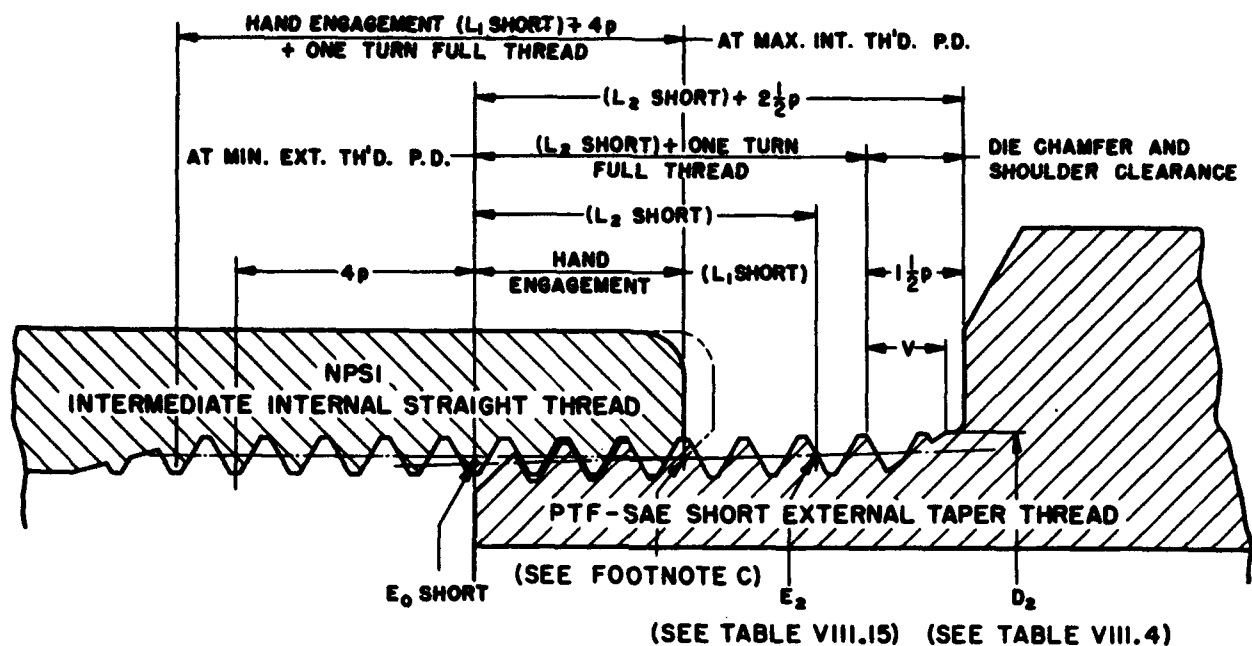 HAND ENGAGEMENT (L₁ SHORT) + 4p
+ ONE TURN FULL THREAD
AT MAX. INT. TH'D. P.D.
(L₂ SHORT) + 2½p
AT MIN. EXT. TH'D. P.D.
(L₂ SHORT) + ONE TURN
FULL THREAD
DIE CHAMFER AND
SHOULDER CLEARANCE
(L₂ SHORT)
4p
HAND
ENGAGEMENT
(L₁ SHORT)
1½p
V
NPSI
INTERMEDIATE INTERNAL STRAIGHT THREAD
PTF-SAE SHORT EXTERNAL TAPER THREAD
(SEE FOOTNOTE C)
E₀ SHORT
E₂
D₂
(SEE TABLE VIII.15)
(SEE TABLE VIII.4)